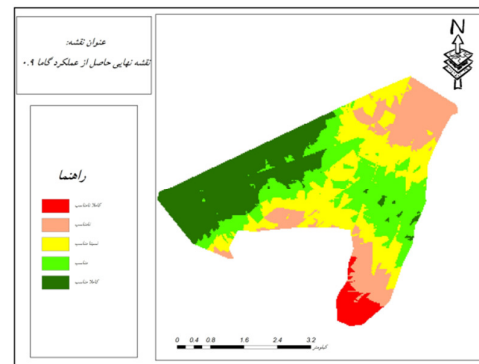 عنوان نقشه:
نقشه نهایی حاصل از عملکرد گاما ۰.۹
N
راهنما
کاملا نامناسب
نامناسب
نسبتا مناسب
مناسب
کاملا مناسب
0 0.4 0.8 1.6 2.4 3.2
کیلومتر